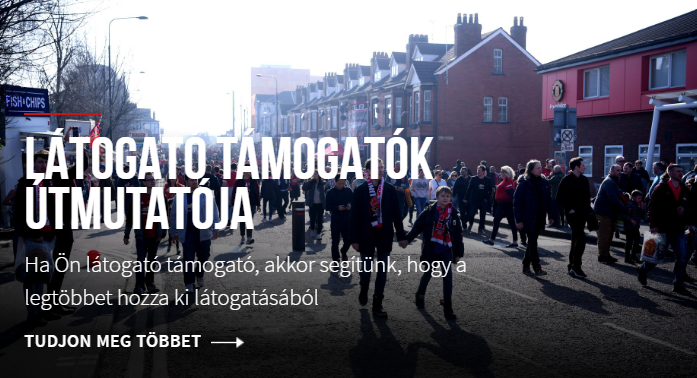 FISH & CHIPS
LÁTOGATÓ TÁMOGATÓK
ÚTMUTATÓJA
Ha Ön látogató támogató, akkor segítünk, hogy a
legtöbbet hozza ki látogatásából
TUDJON MEG TÖBBET